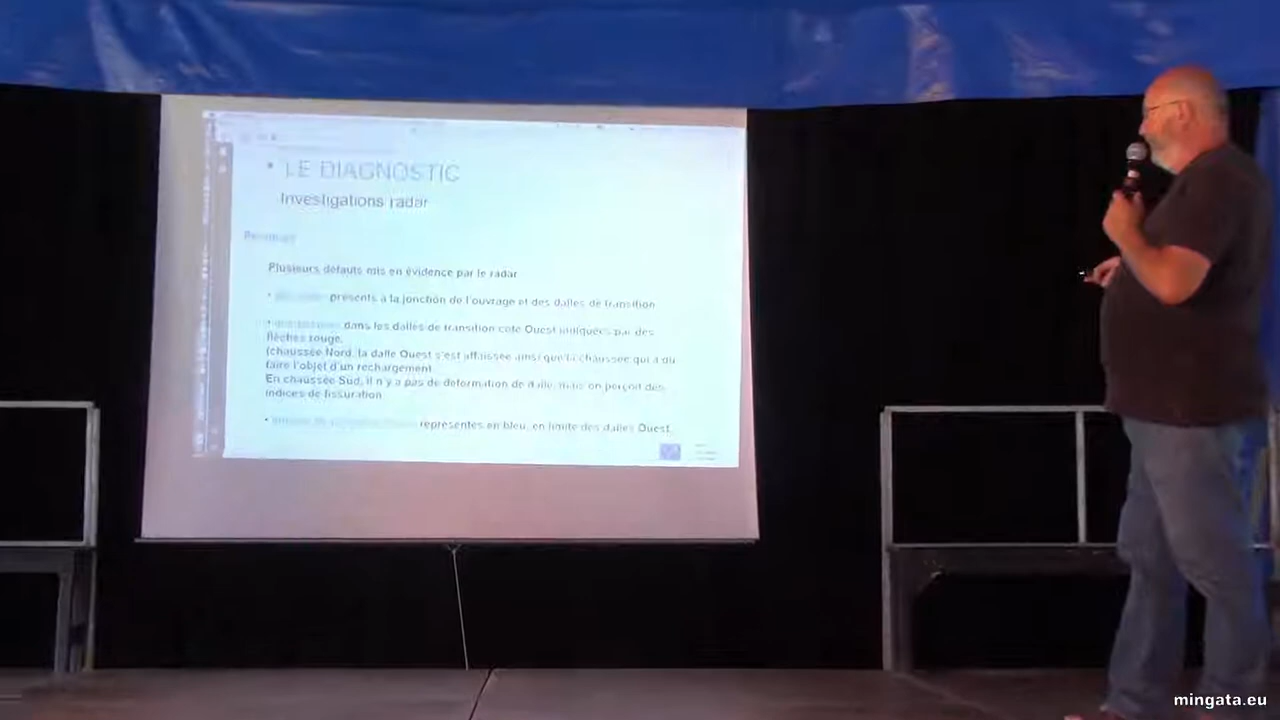 • LE DIAGNOSTIC
Investigations radar
Plusieurs défauts mis en évidence par le radar
• présents à la jonction de l'ouvrage et des dalles de transition
• dans les dalles de transition coté Ouest indiquées par des
flèches rouge.
(chaussée Nord, la dalle Ouest s'est affaissée ainsi que la chaussée qui a du
faire l'objet d'un rechargement
En chaussée Sud, il n'y a pas de déformation de dalle, mais on perçoit des
indices de fissuration
• représentés en bleu, en limite des dalles Ouest.
mingata.eu